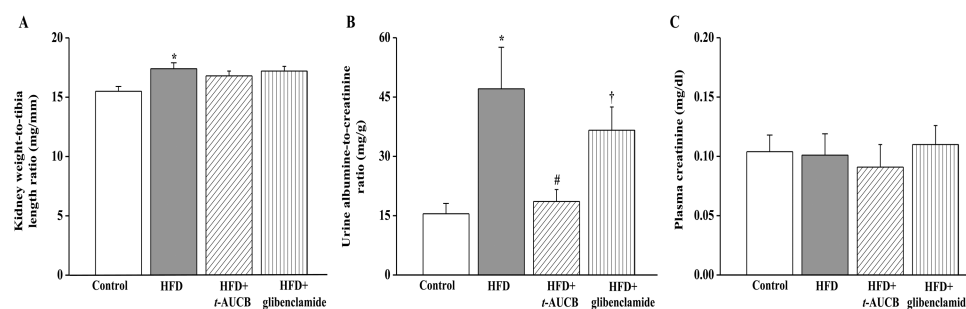 A
Kidney weight-to-tibia
length ratio (mg/mm)
20
15
10
5
0
*
Control
HFD
HFD+
t-AUCB
HFD+
glibenclamide
B
Urine albumine-to-creatinine
ratio (mg/g)
60
45
30
15
0
*
#
†
Control
HFD
HFD+
t-AUCB
HFD+
glibenclamide
C
Plasma creatinine (mg/dl)
0.20
0.15
0.10
0.05
0.00
Control
HFD
HFD+
t-AUCB
HFD+
glibenclamide